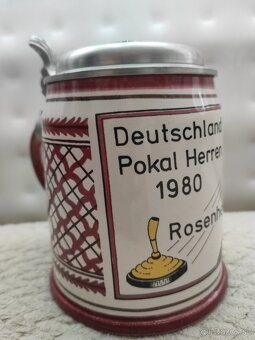 Deutschland
Pokal Herren
1980
Rosenh